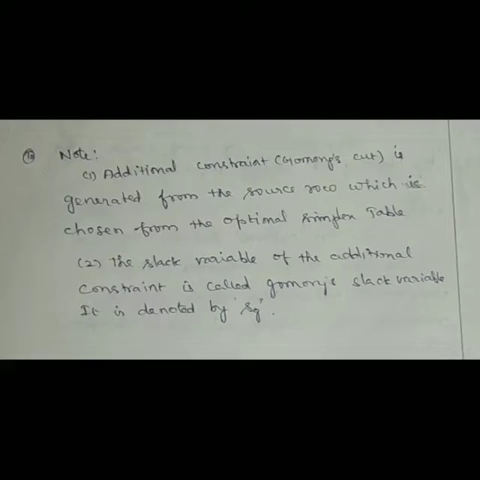 Note:
(1) Additional constraint (Gomory's cut) is
generated from the source row which is
chosen from the optimal simplex Table
(2) The slack variable of the additional
constraint is called gomory's slack variable
It is denoted by 'sg'.